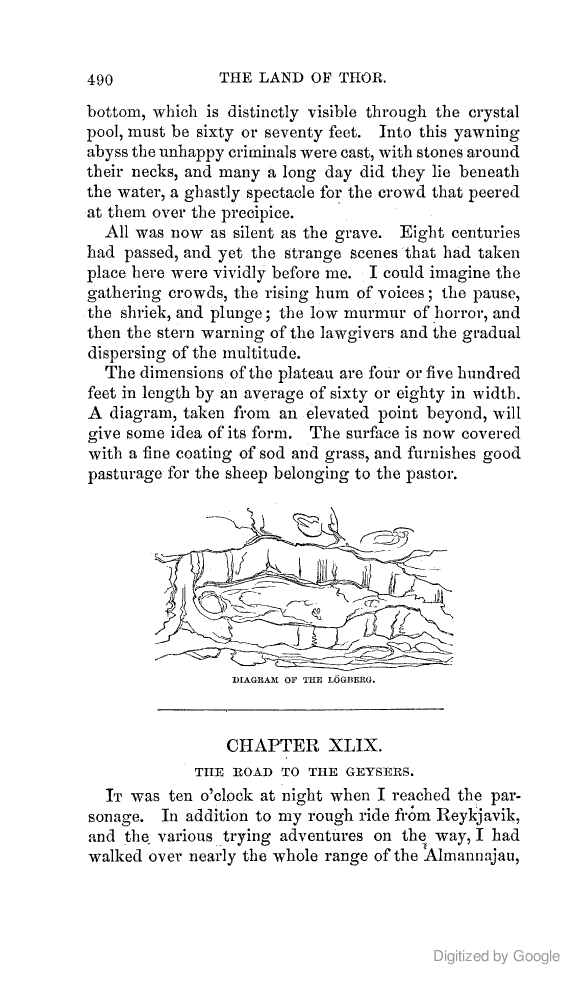 490 THE LAND OF THOR.
bottom, which is distinctly visible through the crystal
pool, must be sixty or seventy feet. Into this yawning
abyss the unhappy criminals were cast, with stones around
their necks, and many a long day did they lie beneath
the water, a ghastly spectacle for the crowd that peered
at them over the precipice.
All was now as silent as the grave. Eight centuries
had passed, and yet the strange scenes that had taken
place here were vividly before me. I could imagine the
gathering crowds, the rising hum of voices; the pause,
the shriek, and plunge; the low murmur of horror, and
then the stern warning of the lawgivers and the gradual
dispersing of the multitude.
The dimensions of the plateau are four or five hundred
feet in length by an average of sixty or eighty in width.
A diagram, taken from an elevated point beyond, will
give some idea of its form. The surface is now covered
with a fine coating of sod and grass, and furnishes good
pasturage for the sheep belonging to the pastor.
DIAGRAM OF THE LÖGBERG.
CHAPTER XLIX.
THE ROAD TO THE GEYSERS.
IT was ten o'clock at night when I reached the par-
sonage. In addition to my rough ride from Reykjavik,
and the various trying adventures on the way, I had
walked over nearly the whole range of the Almannajau,
Digitized by Google